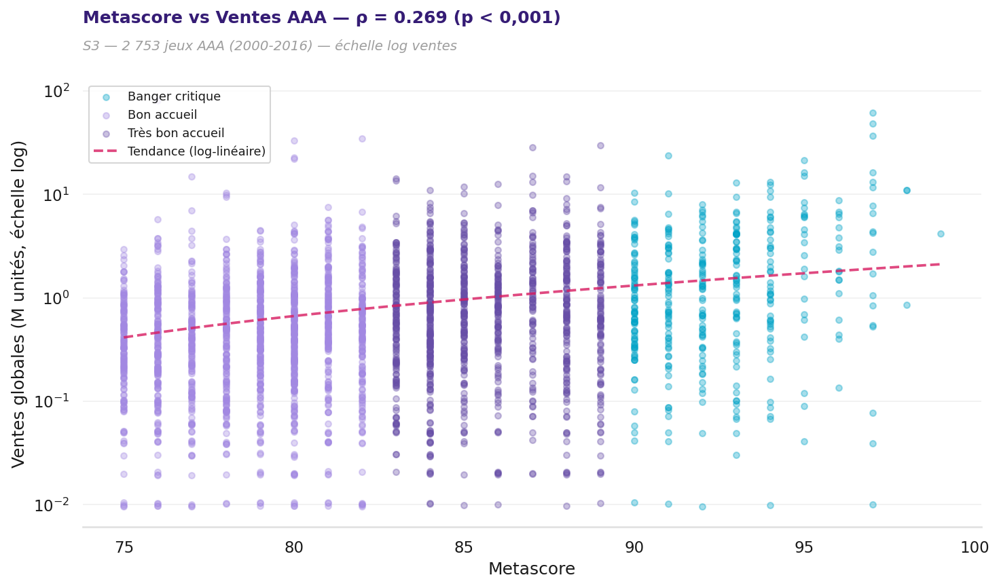 Metascore vs Ventes AAA — ρ = 0.269 (p < 0,001)
S3 — 2 753 jeux AAA (2000-2016) — échelle log ventes
Banger critique
Bon accueil
Très bon accueil
Tendance (log-linéaire)
Ventes globales (M unités, échelle log)
10²
10¹
10⁰
10⁻¹
10⁻²
75 80 85 90 95 100
Metascore